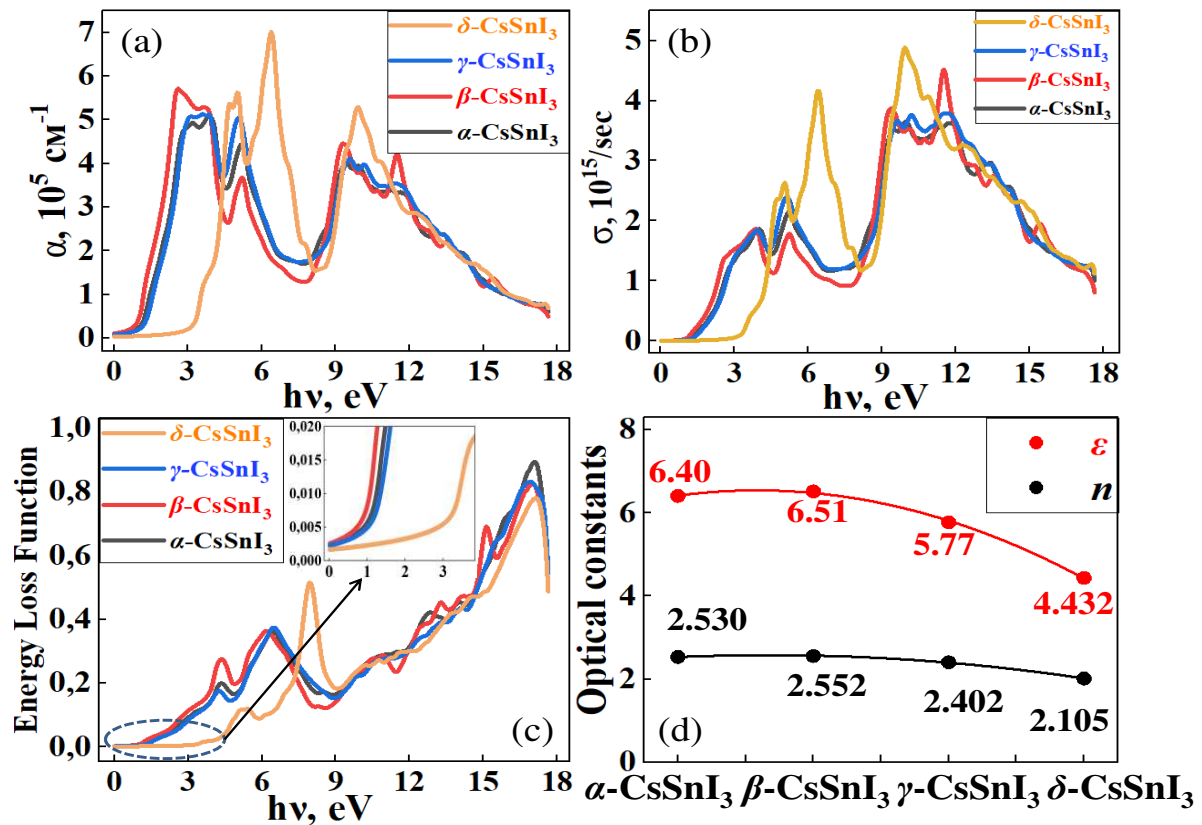 (a)
δ-CsSnI₃
γ-CsSnI₃
β-CsSnI₃
α-CsSnI₃
α, 10⁵ см⁻¹
7
6
5
4
3
2
1
0
0 3 6 9 12 15 18
hν, eV
(b)
δ-CsSnI₃
γ-CsSnI₃
β-CsSnI₃
α-CsSnI₃
σ, 10¹⁵/sec
5
4
3
2
1
0
0 3 6 9 12 15 18
hν, eV
(c)
δ-CsSnI₃
γ-CsSnI₃
β-CsSnI₃
α-CsSnI₃
Energy Loss Function
1,0
0,8
0,6
0,4
0,2
0,0
0 3 6 9 12 15 18
hν, eV
0,020
0,015
0,010
0,005
0,000
0 1 2 3
(d)
ε
n
Optical constants
8
6
4
2
0
6.40
6.51
5.77
4.432
2.530
2.552
2.402
2.105
α-CsSnI₃ β-CsSnI₃ γ-CsSnI₃ δ-CsSnI₃